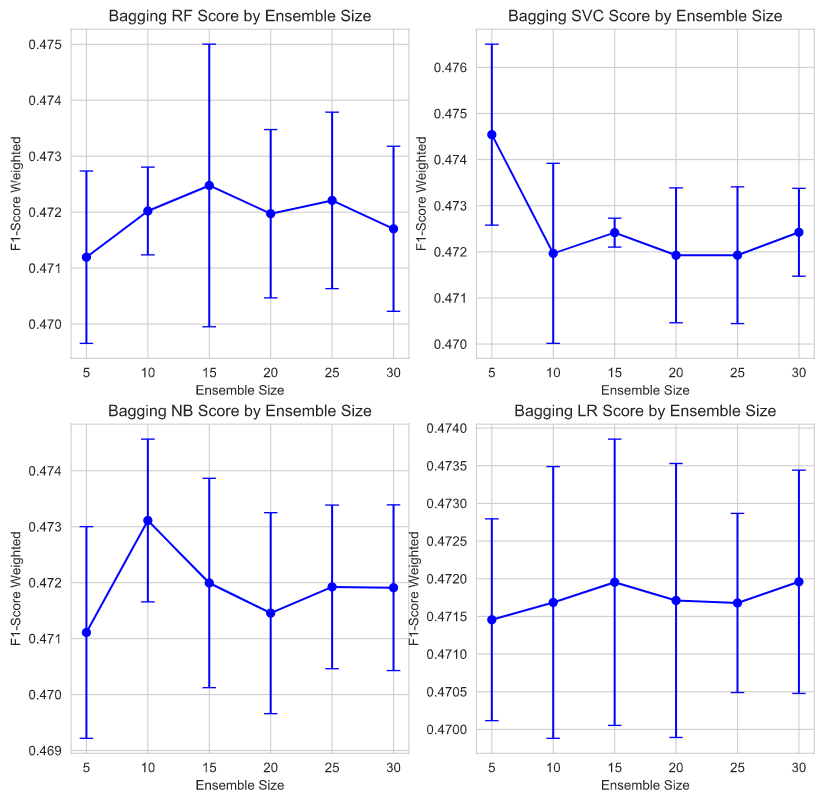 Bagging RF Score by Ensemble Size
F1-Score Weighted
0.475
0.474
0.473
0.472
0.471
0.470
5 10 15 20 25 30
Ensemble Size
Bagging SVC Score by Ensemble Size
F1-Score Weighted
0.476
0.475
0.474
0.473
0.472
0.471
0.470
5 10 15 20 25 30
Ensemble Size
Bagging NB Score by Ensemble Size
F1-Score Weighted
0.474
0.473
0.472
0.471
0.470
0.469
5 10 15 20 25 30
Ensemble Size
Bagging LR Score by Ensemble Size
F1-Score Weighted
0.4740
0.4735
0.4730
0.4725
0.4720
0.4715
0.4710
0.4705
0.4700
5 10 15 20 25 30
Ensemble Size